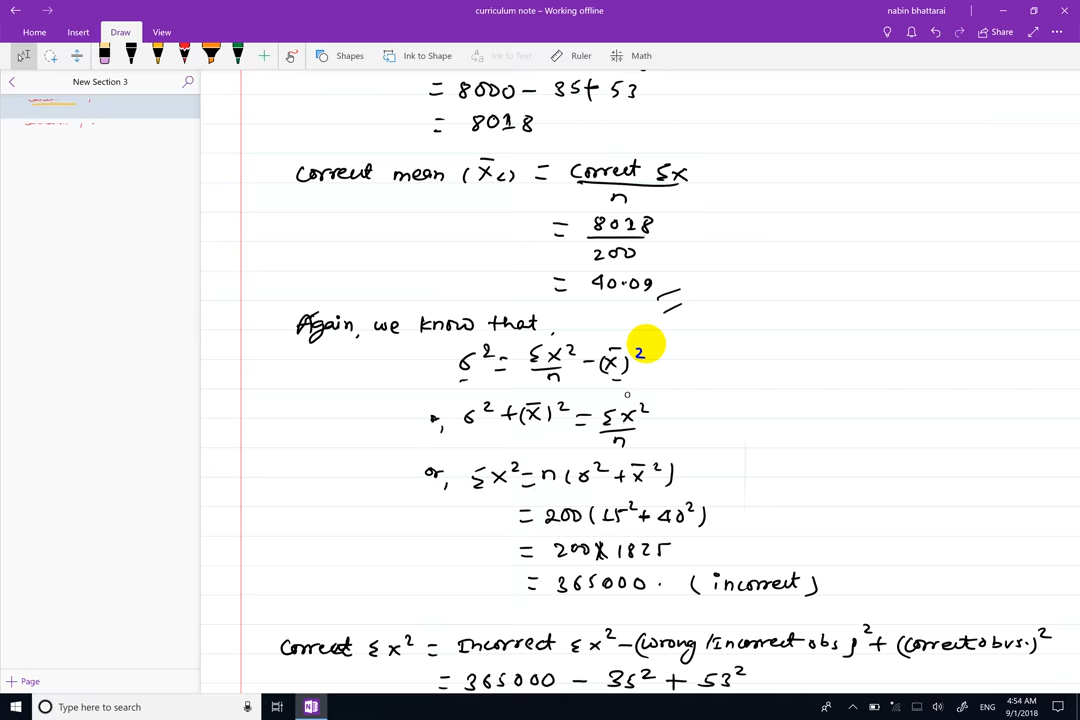 curriculum note – Working offline
nabin bhattarai
Home Insert Draw View
Share
Shapes Ink to Shape Ink to Text Ruler Math
New Section 3
= 8000 - 35 + 53
= 8018
Correct mean (X̄c) = Correct Σx
n
= 8018
200
= 40.09
Again, we know that,
σ² = Σx²/n - (x̄)²
or, σ² + (x̄)² = Σx²/n
or, Σx² = n(σ² + x̄²)
= 200(15² + 40²)
= 200 X 1825
= 365000. (incorrect)
Correct Σx² = Incorrect Σx² - (Wrong/Incorrect obs)² + (correct obvs.)²
= 365000 - 35² + 53²
+ Page
Type here to search
ENG
4:54 AM
9/1/2018